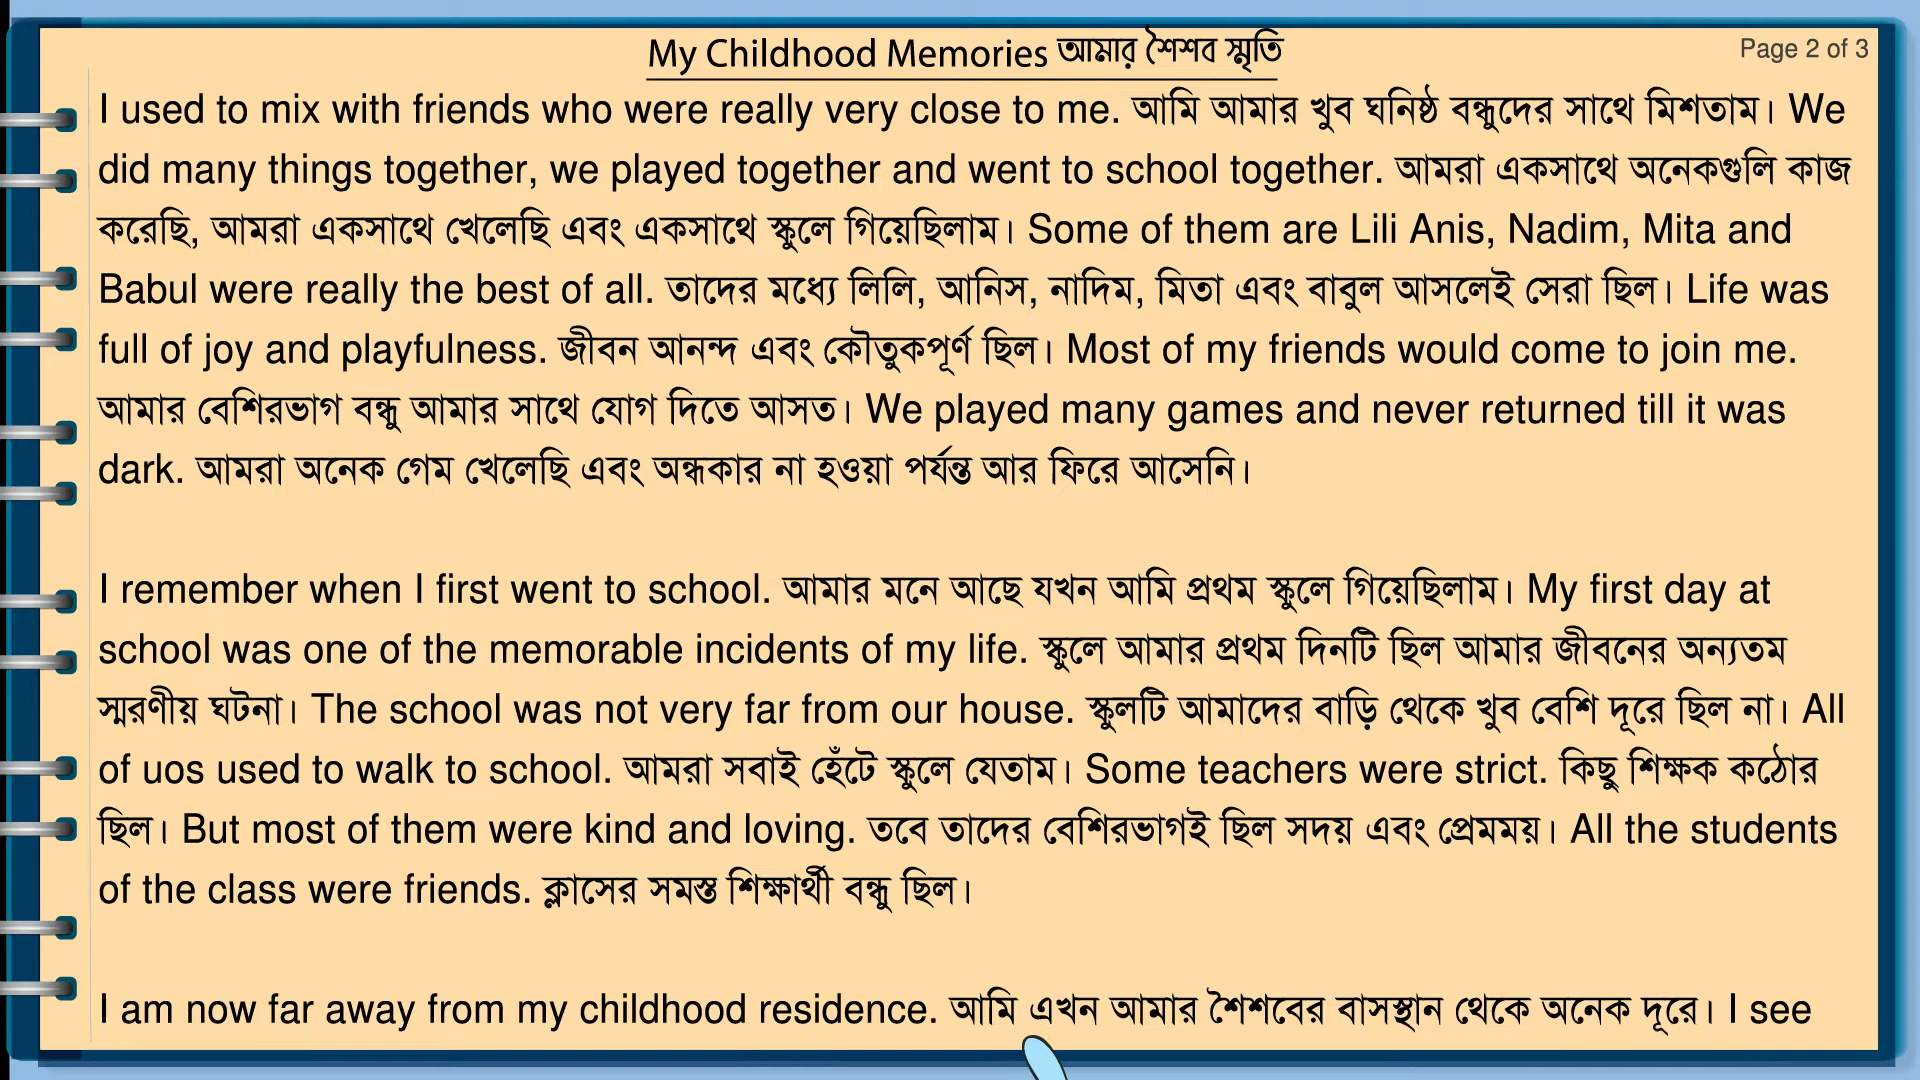 My Childhood Memories আমার শৈশব স্মৃতি
Page 2 of 3
I used to mix with friends who were really very close to me. আমি আমার খুব ঘনিষ্ঠ বন্ধুদের সাথে মিশতাম। We
did many things together, we played together and went to school together. আমরা একসাথে অনেকগুলি কাজ
করেছি, আমরা একসাথে খেলেছি এবং একসাথে স্কুলে গিয়েছিলাম। Some of them are Lili Anis, Nadim, Mita and
Babul were really the best of all. তাদের মধ্যে লিলি, আনিস, নাদিম, মিতা এবং বাবুল আসলেই সেরা ছিল। Life was
full of joy and playfulness. জীবন আনন্দ এবং কৌতুকপূর্ণ ছিল। Most of my friends would come to join me.
আমার বেশিরভাগ বন্ধু আমার সাথে যোগ দিতে আসত। We played many games and never returned till it was
dark. আমরা অনেক গেম খেলেছি এবং অন্ধকার না হওয়া পর্যন্ত আর ফিরে আসেনি।
I remember when I first went to school. আমার মনে আছে যখন আমি প্রথম স্কুলে গিয়েছিলাম। My first day at
school was one of the memorable incidents of my life. স্কুলে আমার প্রথম দিনটি ছিল আমার জীবনের অন্যতম
স্মরণীয় ঘটনা। The school was not very far from our house. স্কুলটি আমাদের বাড়ি থেকে খুব বেশি দূরে ছিল না। All
of uos used to walk to school. আমরা সবাই হেঁটে স্কুলে যেতাম। Some teachers were strict. কিছু শিক্ষক কঠোর
ছিল। But most of them were kind and loving. তবে তাদের বেশিরভাগই ছিল সদয় এবং প্রেমময়। All the students
of the class were friends. ক্লাসের সমস্ত শিক্ষার্থী বন্ধু ছিল।
I am now far away from my childhood residence. আমি এখন আমার শৈশবের বাসস্থান থেকে অনেক দূরে। I see